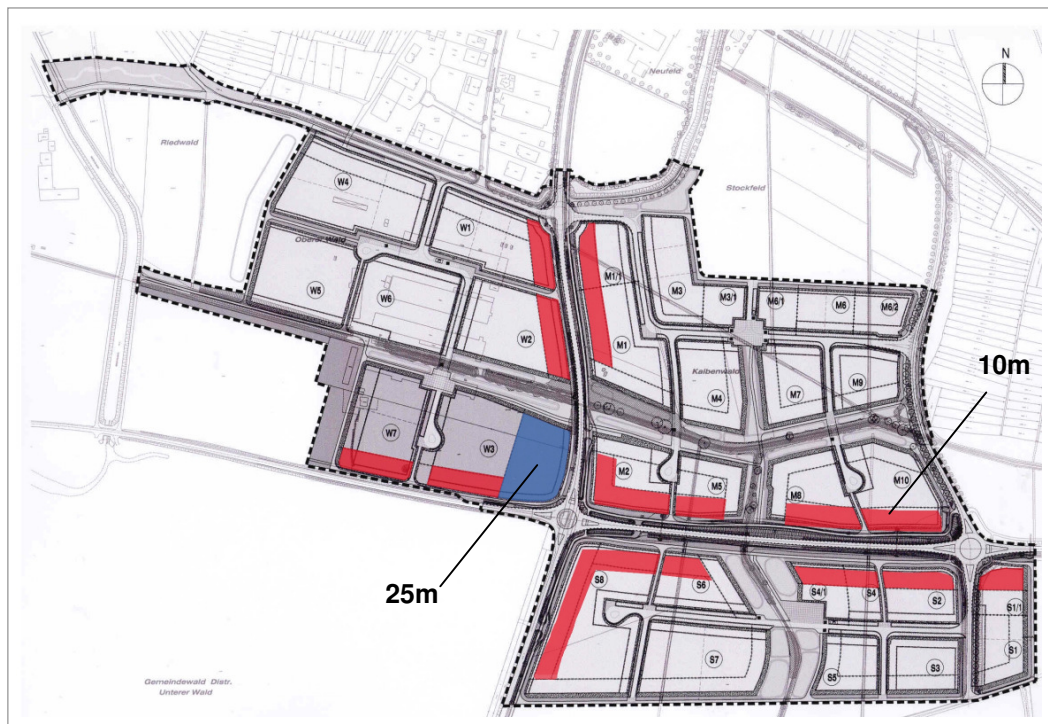 N
Neufeld
Riedwald
Stockfeld
W4
W1
Oberer Wald
M1/1
M3
M3/1
M6/1
M6
M6/2
W5
W6
W2
M1
Kaibenwald
M4
M7
M9
10m
W7
W3
M2
M5
M8
M10
25m
S8
S6
S4/1
S4
S2
S1/1
S7
S5
S3
S1
Gemeindewald Distr.
Unterer Wald